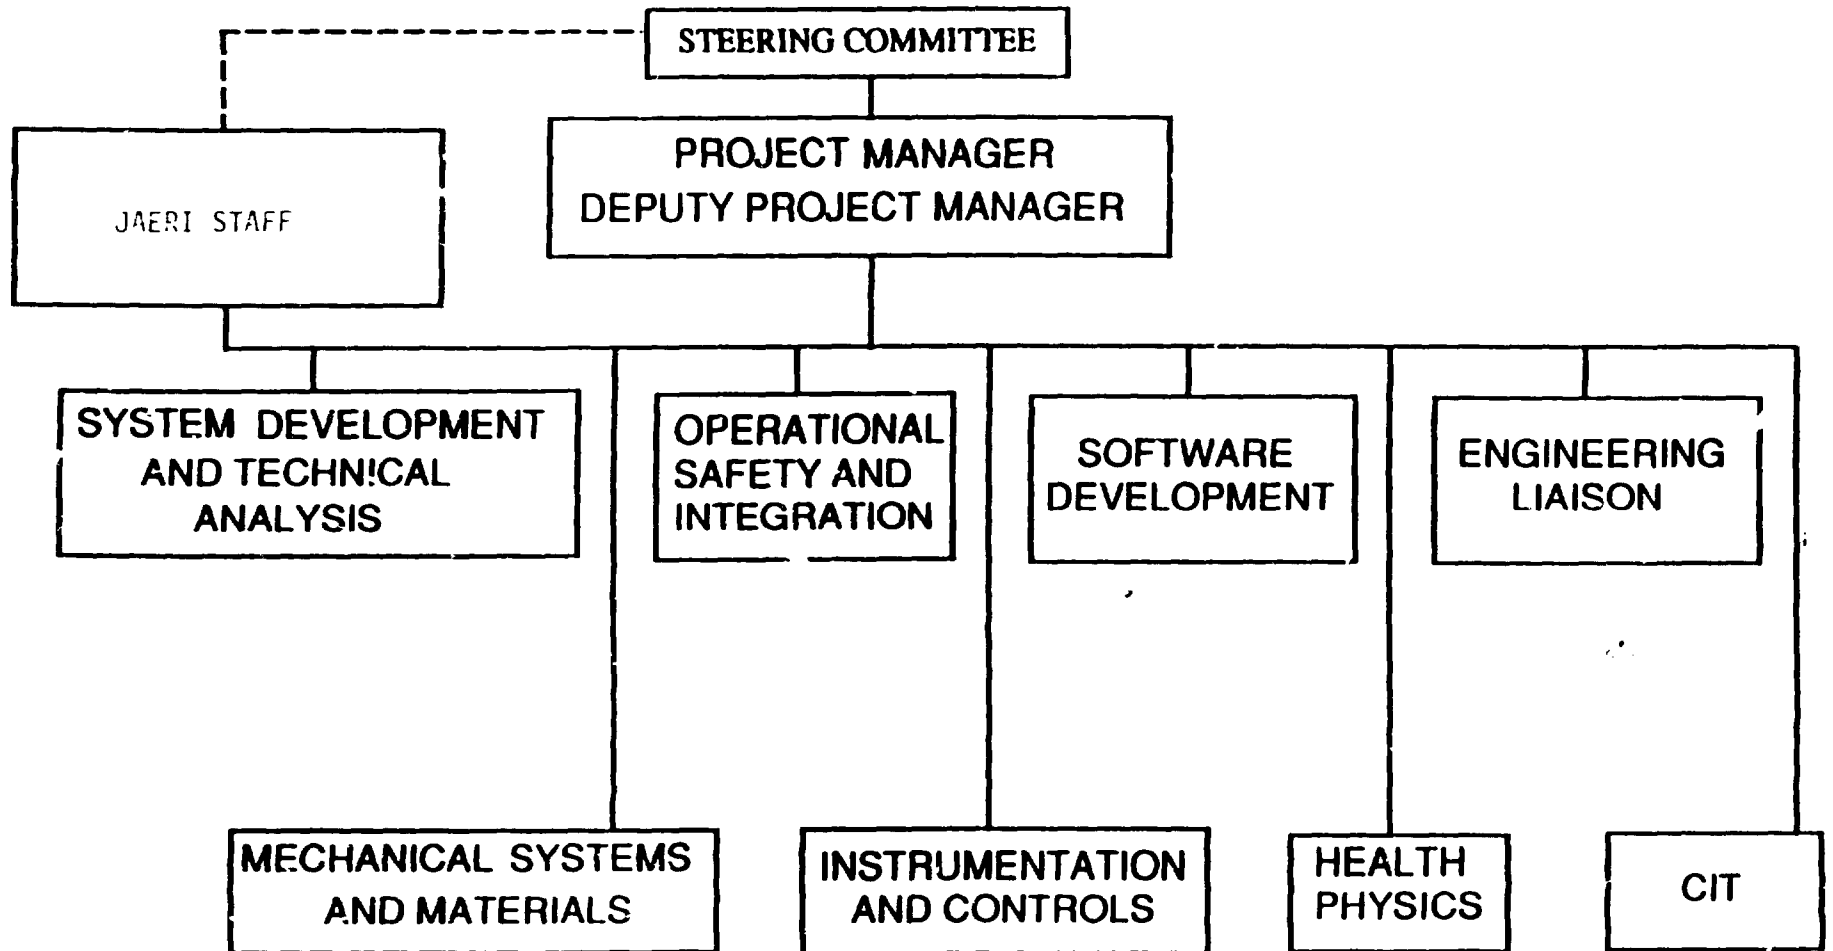 STEERING COMMITTEE
PROJECT MANAGER
DEPUTY PROJECT MANAGER
JAERI STAFF
SYSTEM DEVELOPMENT
AND TECHNICAL
ANALYSIS
OPERATIONAL
SAFETY AND
INTEGRATION
SOFTWARE
DEVELOPMENT
ENGINEERING
LIAISON
MECHANICAL SYSTEMS
AND MATERIALS
INSTRUMENTATION
AND CONTROLS
HEALTH
PHYSICS
CIT